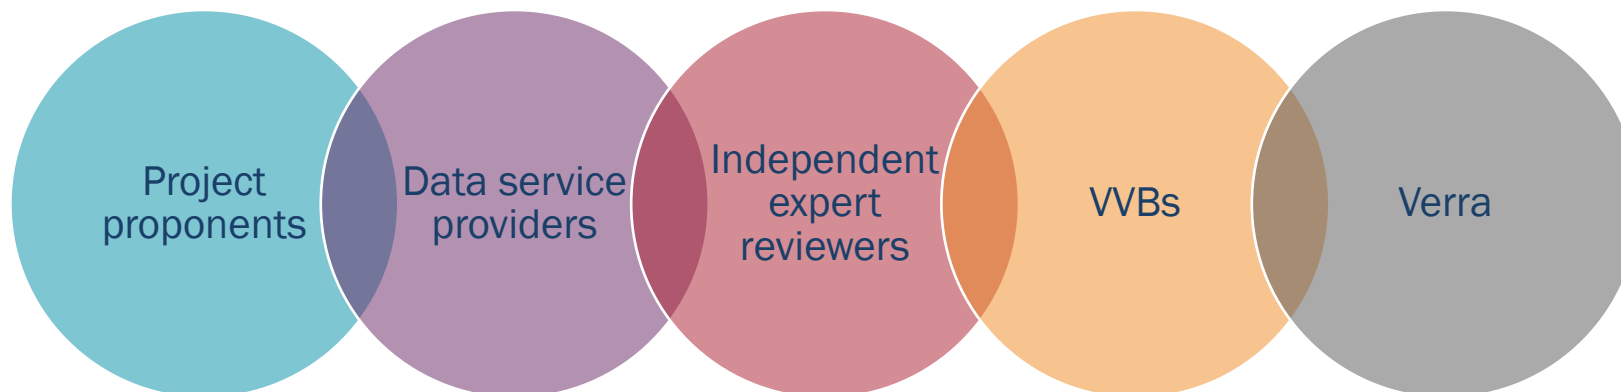 Project
proponents
Data service
providers
Independent
expert
reviewers
VVBs
Verra